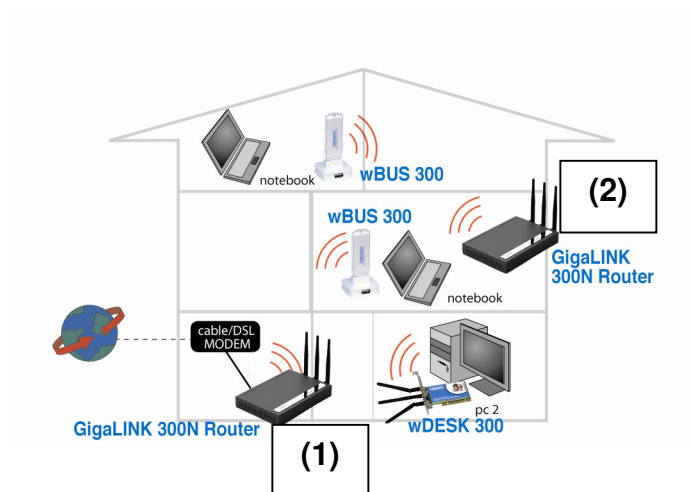 notebook
wBUS 300
(2)
wBUS 300
GigaLINK
300N Router
notebook
cable/DSL
MODEM
pc 2
GigaLINK 300N Router
wDESK 300
(1)